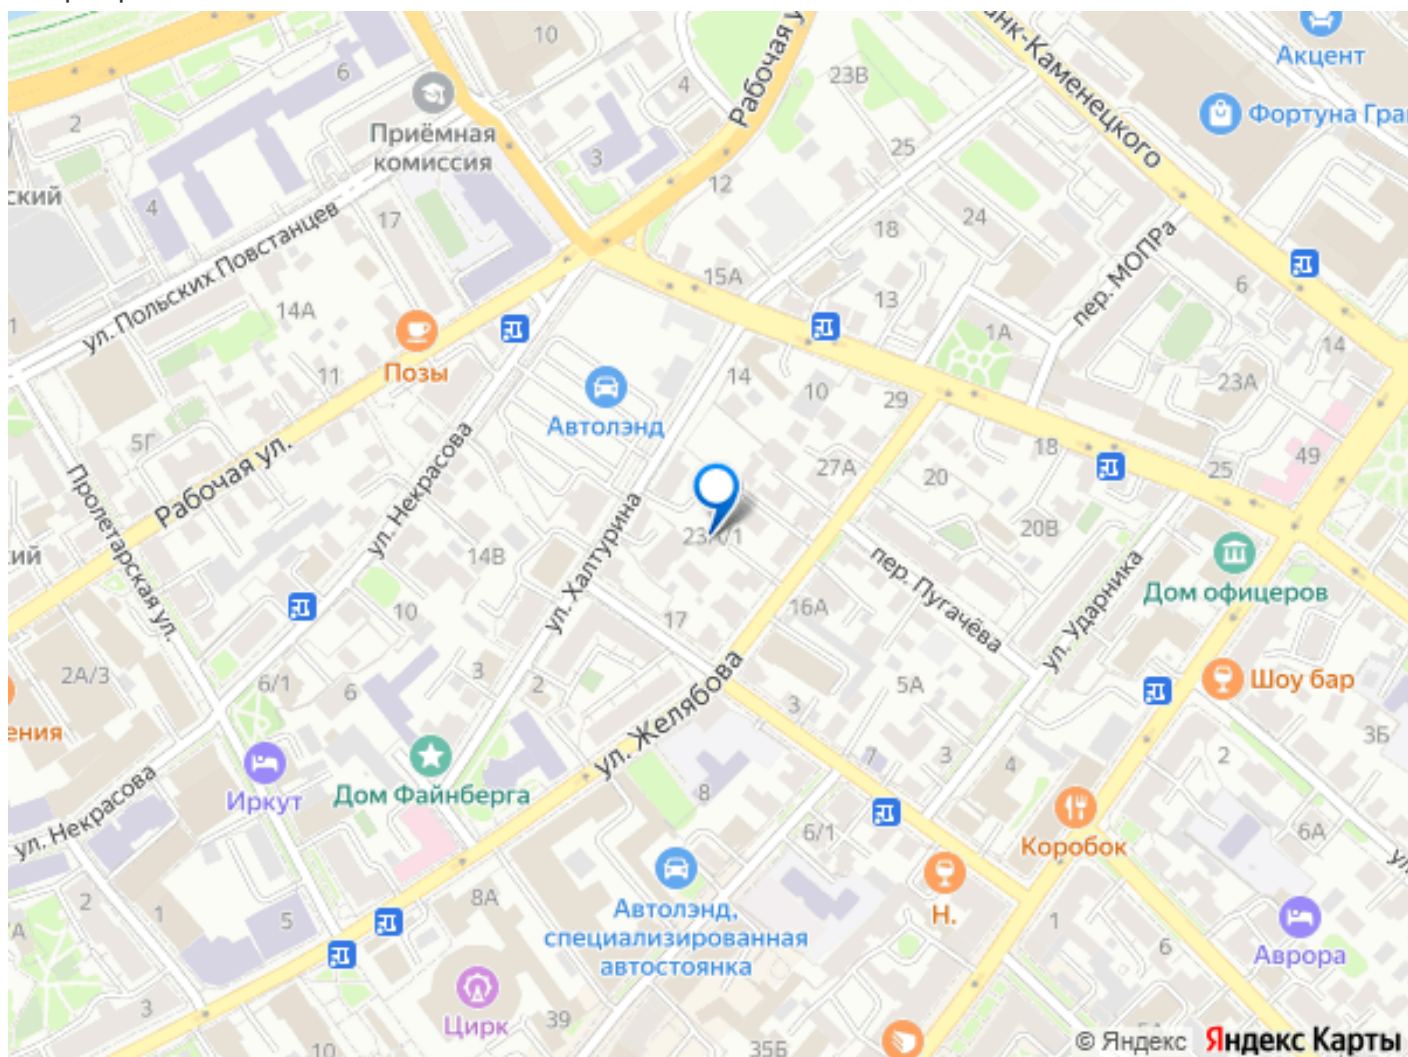 10
Акцент
6
4
23В
Рабочая у
анк-Каменецкого
Фортуна Гра
2
Приёмная
комиссия
3
25
12
ский
4
17
18
24
пер. МОПРа
ул. Польских Повстанцев
15А
13
6
14А
1А
14
Позы
11
14
10
29
23А
Автолэнд
5Г
18
49
27А
20
25
Рабочая ул.
ул. Некрасова
Пролетарская ул.
ул. Халтурина
14В
20В
кий
пер. Пугачёва
Дом офицеров
10
17
16А
ул. Ударника
2А/3
6/1
6
3
2
5А
Шоу бар
ул. Желябова
3
ения
7
3
4
2
3Б
Иркут
Дом Файнберга
8
ул. Некрасова
6/1
Коробок
6А
ул
2
1
5
8А
Автолэнд,
специализированная
автостоянка
Н.
1
6
Аврора
3
Цирк
39
10
35Б
© Яндекс Яндекс Карты